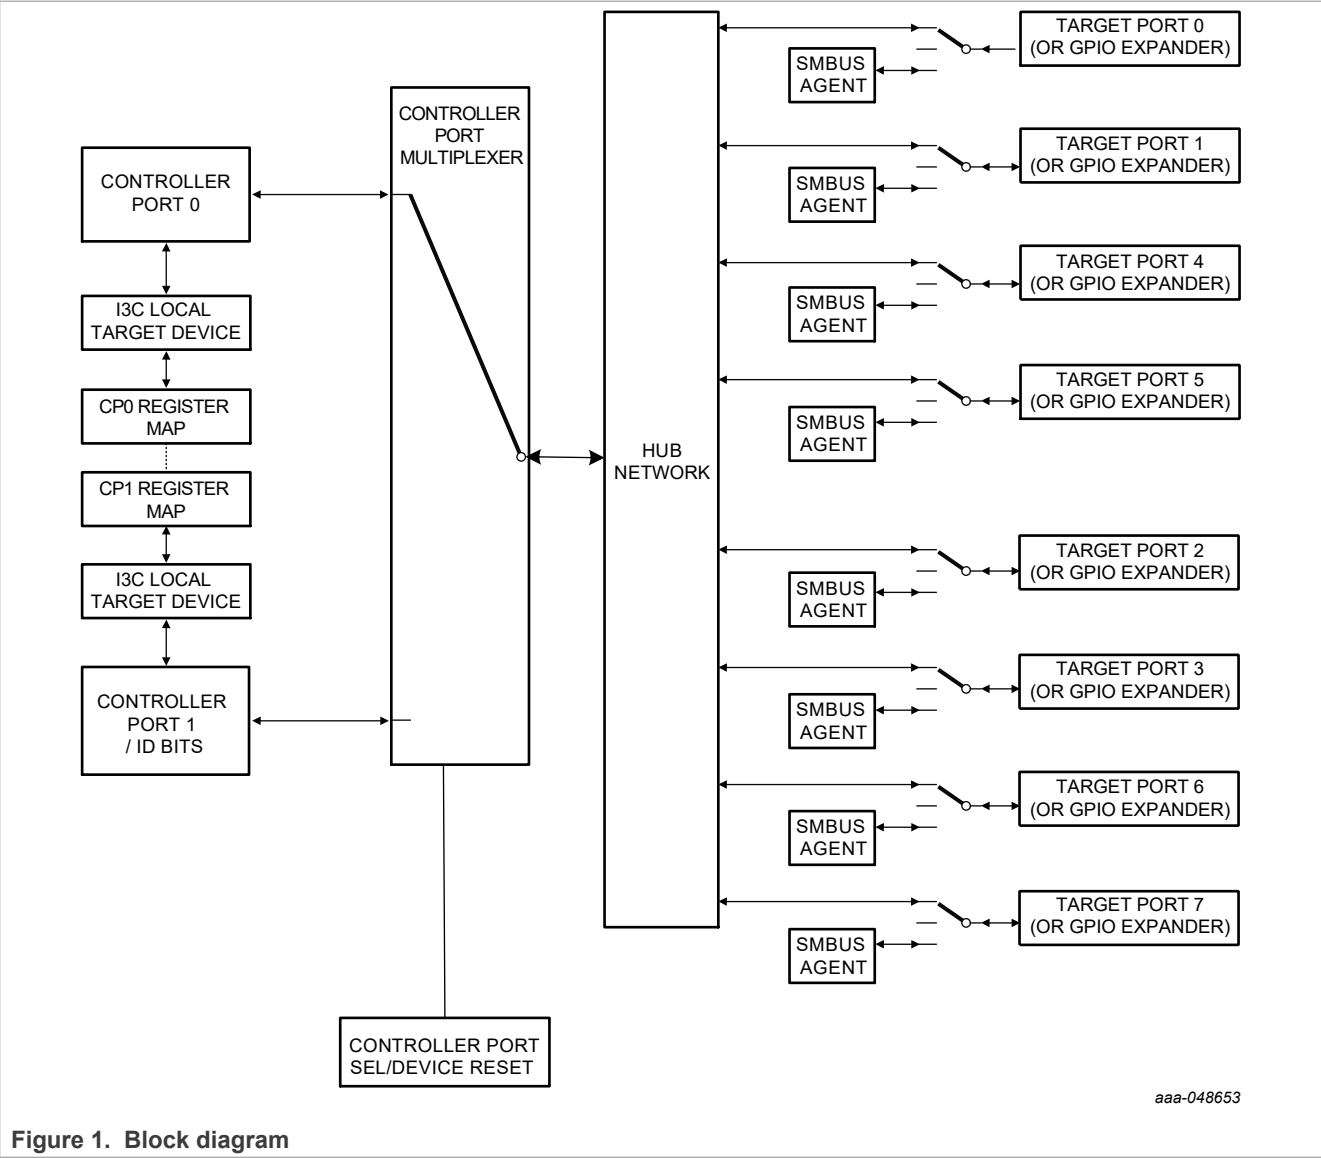 CONTROLLER
PORT 0
I3C LOCAL
TARGET DEVICE
CP0 REGISTER
MAP
CP1 REGISTER
MAP
I3C LOCAL
TARGET DEVICE
CONTROLLER
PORT 1
/ ID BITS
CONTROLLER
PORT
MULTIPLEXER
CONTROLLER PORT
SEL/DEVICE RESET
HUB
NETWORK
SMBUS
AGENT
TARGET PORT 0
(OR GPIO EXPANDER)
SMBUS
AGENT
TARGET PORT 1
(OR GPIO EXPANDER)
SMBUS
AGENT
TARGET PORT 4
(OR GPIO EXPANDER)
SMBUS
AGENT
TARGET PORT 5
(OR GPIO EXPANDER)
SMBUS
AGENT
TARGET PORT 2
(OR GPIO EXPANDER)
SMBUS
AGENT
TARGET PORT 3
(OR GPIO EXPANDER)
SMBUS
AGENT
TARGET PORT 6
(OR GPIO EXPANDER)
SMBUS
AGENT
TARGET PORT 7
(OR GPIO EXPANDER)
aaa-048653
Figure 1. Block diagram